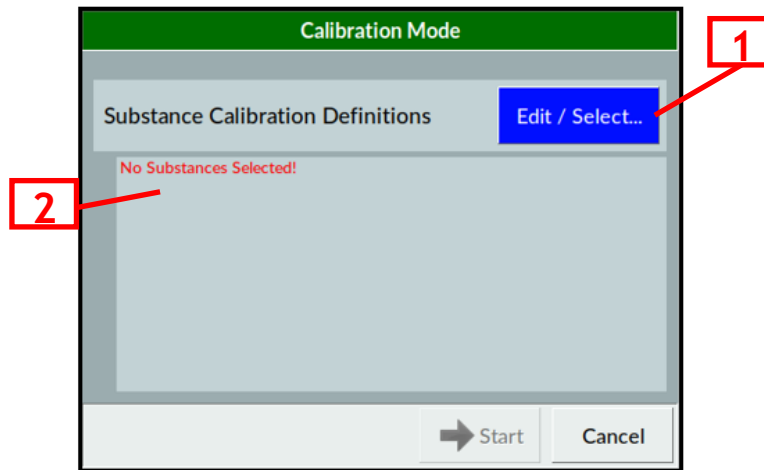 Calibration Mode
1
Substance Calibration Definitions
Edit / Select...
No Substances Selected!
2
Start
Cancel